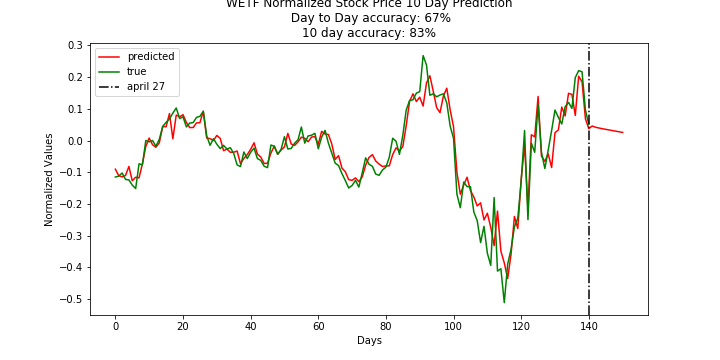 WETF Normalized Stock Price 10 Day Prediction
Day to Day accuracy: 67%
10 day accuracy: 83%
predicted
true
april 27
Normalized Values
0.3
0.2
0.1
0.0
−0.1
−0.2
−0.3
−0.4
−0.5
0 20 40 60 80 100 120 140
Days